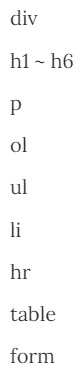 div
h1 ~ h6
p
ol
ul
li
hr
table
form